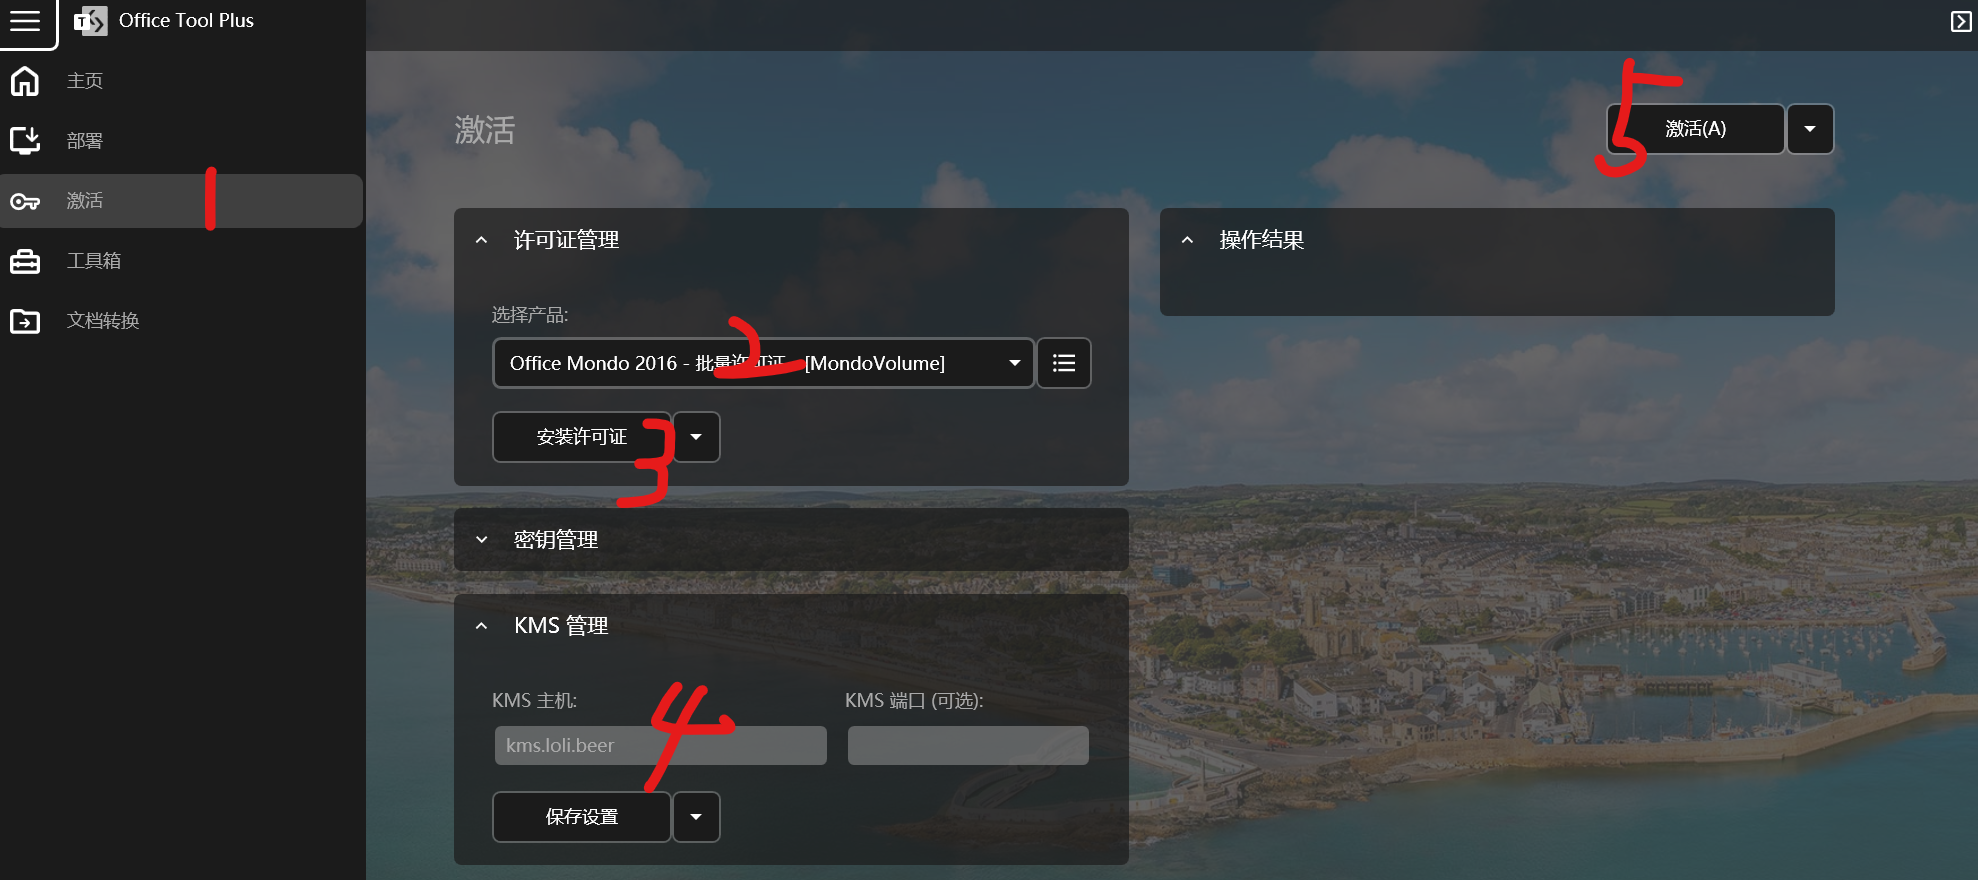 Office Tool Plus
主页
部署
激活
1
工具箱
文档转换
激活
激活(A)
5
许可证管理
选择产品:
Office Mondo 2016 - 批量许可证 - [MondoVolume]
2
安装许可证
3
密钥管理
KMS 管理
KMS 主机:
KMS 端口 (可选):
kms.loli.beer
4
保存设置
操作结果